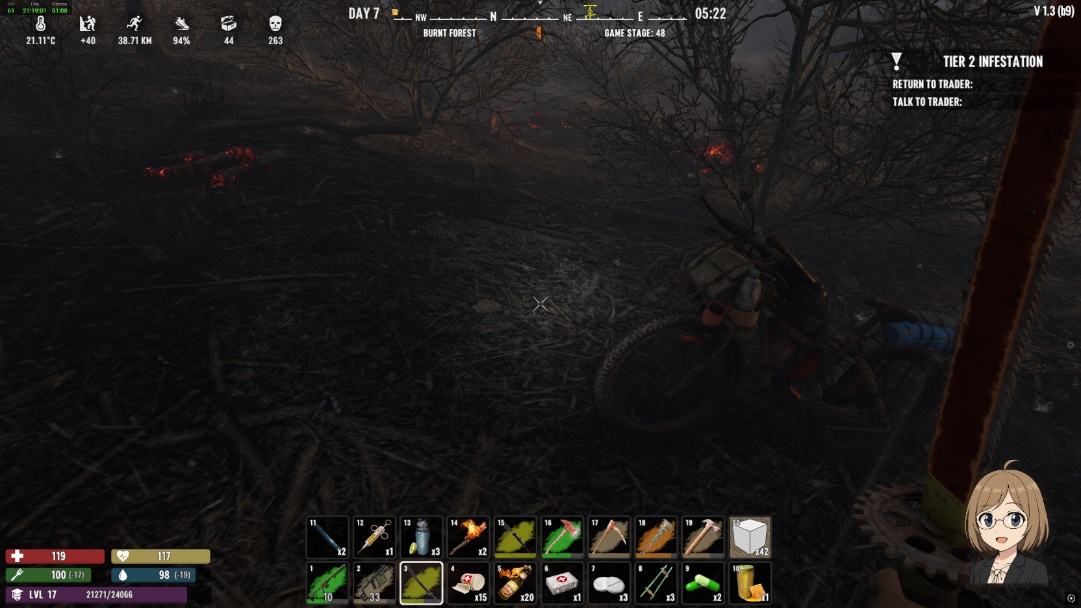 21.11°C
+40
38.71 KM
94%
44
263
DAY 7
NW
N
NE
E
05:22
BURNT FOREST
GAME STAGE: 48
V 1.3 (b9)
TIER 2 INFESTATION
RETURN TO TRADER:
TALK TO TRADER:
11
x2
12
x1
13
x3
14
x2
15
16
17
18
19
x42
1
10
2
33
3
4
x15
5
x20
6
x1
7
x3
8
x3
9
x2
10
x1
119
117
100 (-17)
98 (-19)
LVL 17
21271/24066